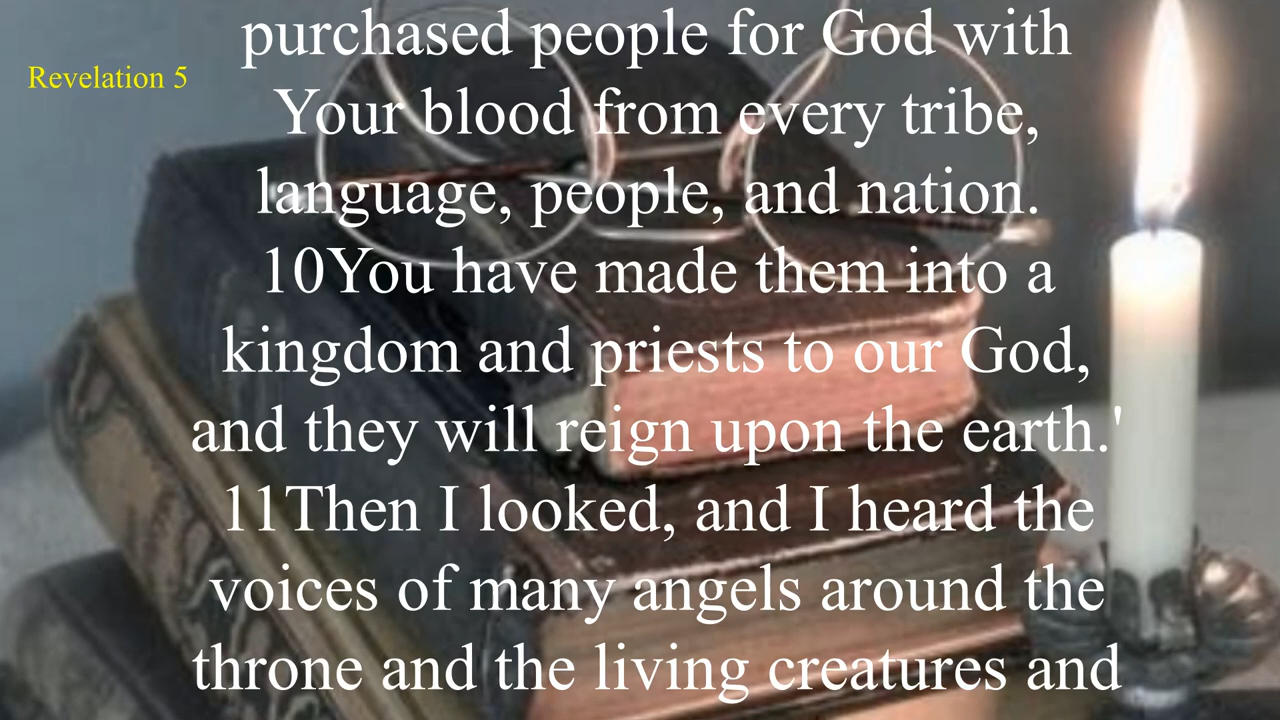 purchased people for God with
Revelation 5
Your blood from every tribe,
language, people, and nation.
10You have made them into a
kingdom and priests to our God,
and they will reign upon the earth.'
11Then I looked, and I heard the
voices of many angels around the
throne and the living creatures and